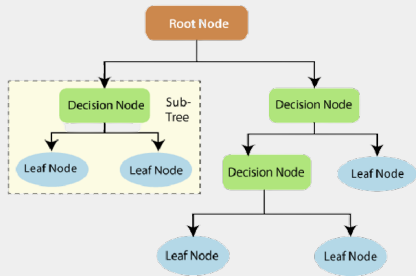 Root Node
Decision Node
Sub-
Tree
Decision Node
Leaf Node
Leaf Node
Decision Node
Leaf Node
Leaf Node
Leaf Node